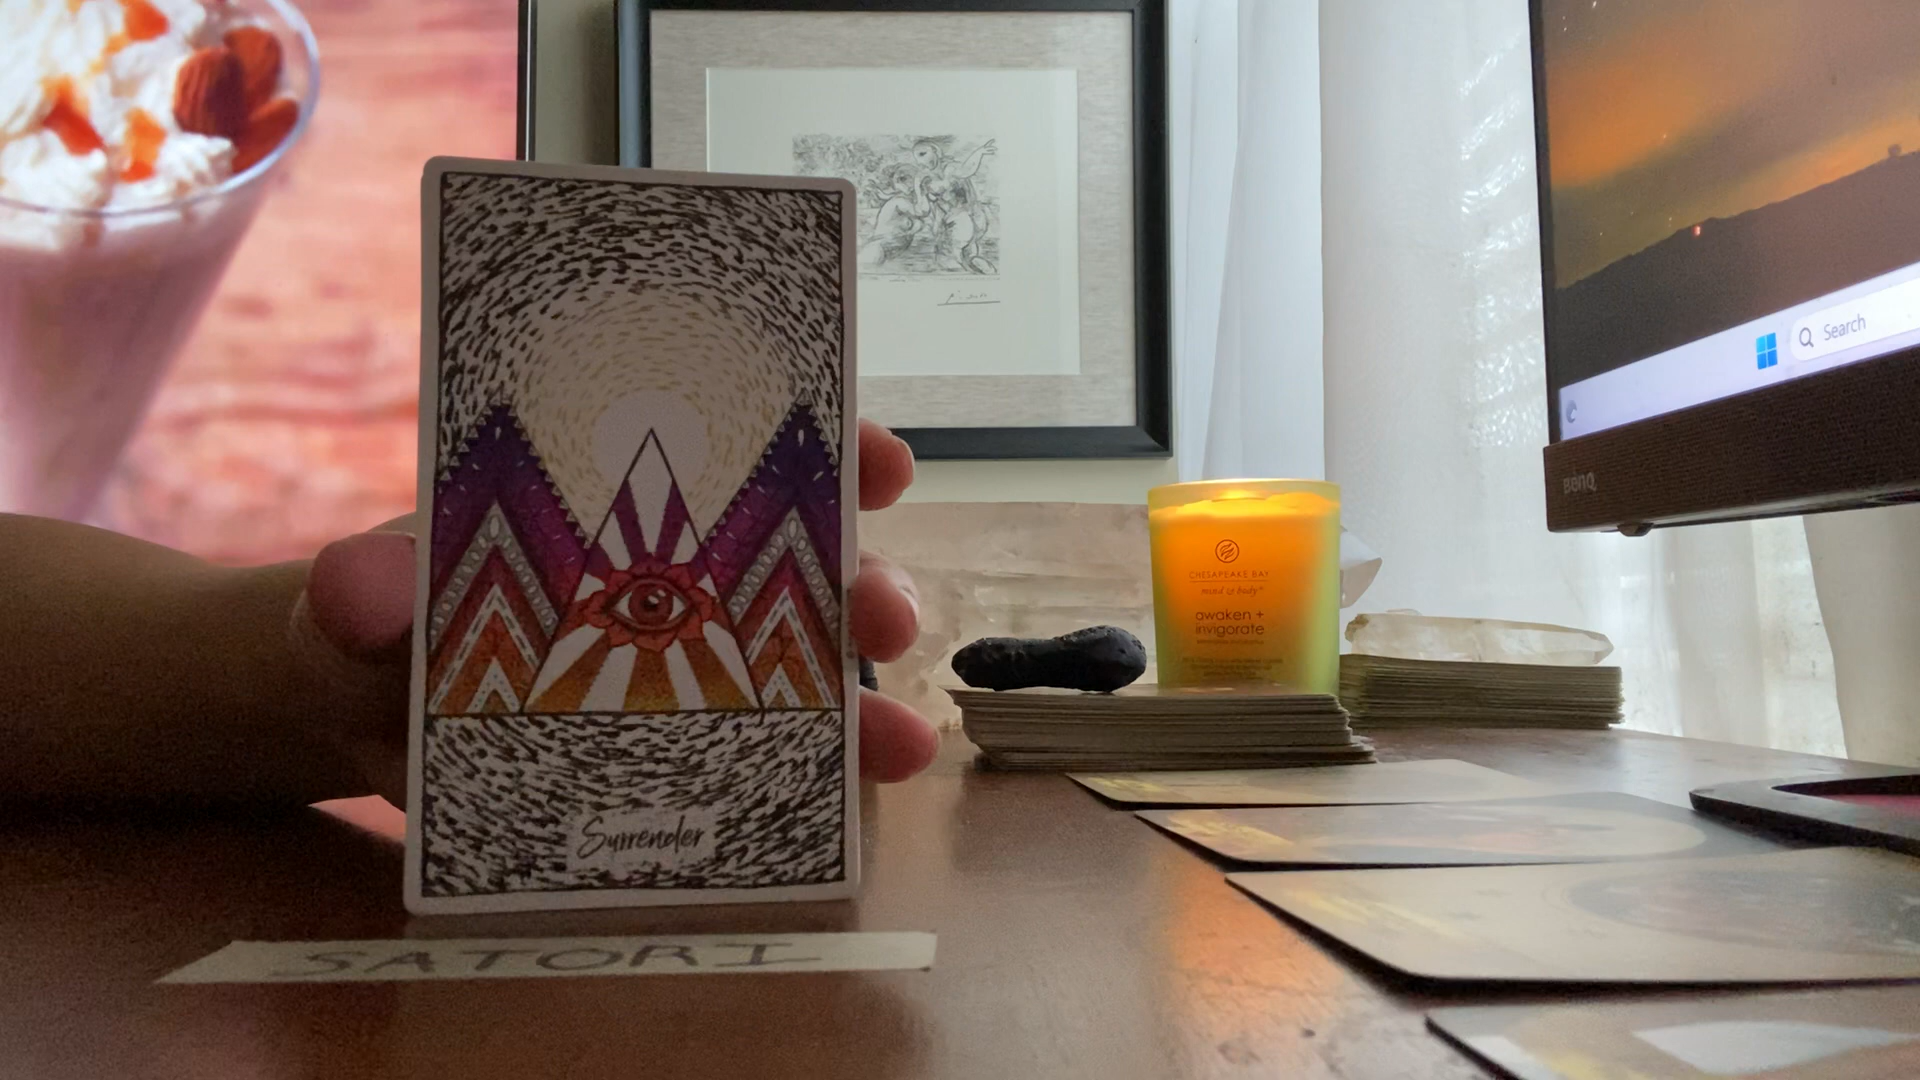 Search
BenQ
CHESAPEAKE BAY
mind & body
awaken +
invigorate
Surrender
SATORI